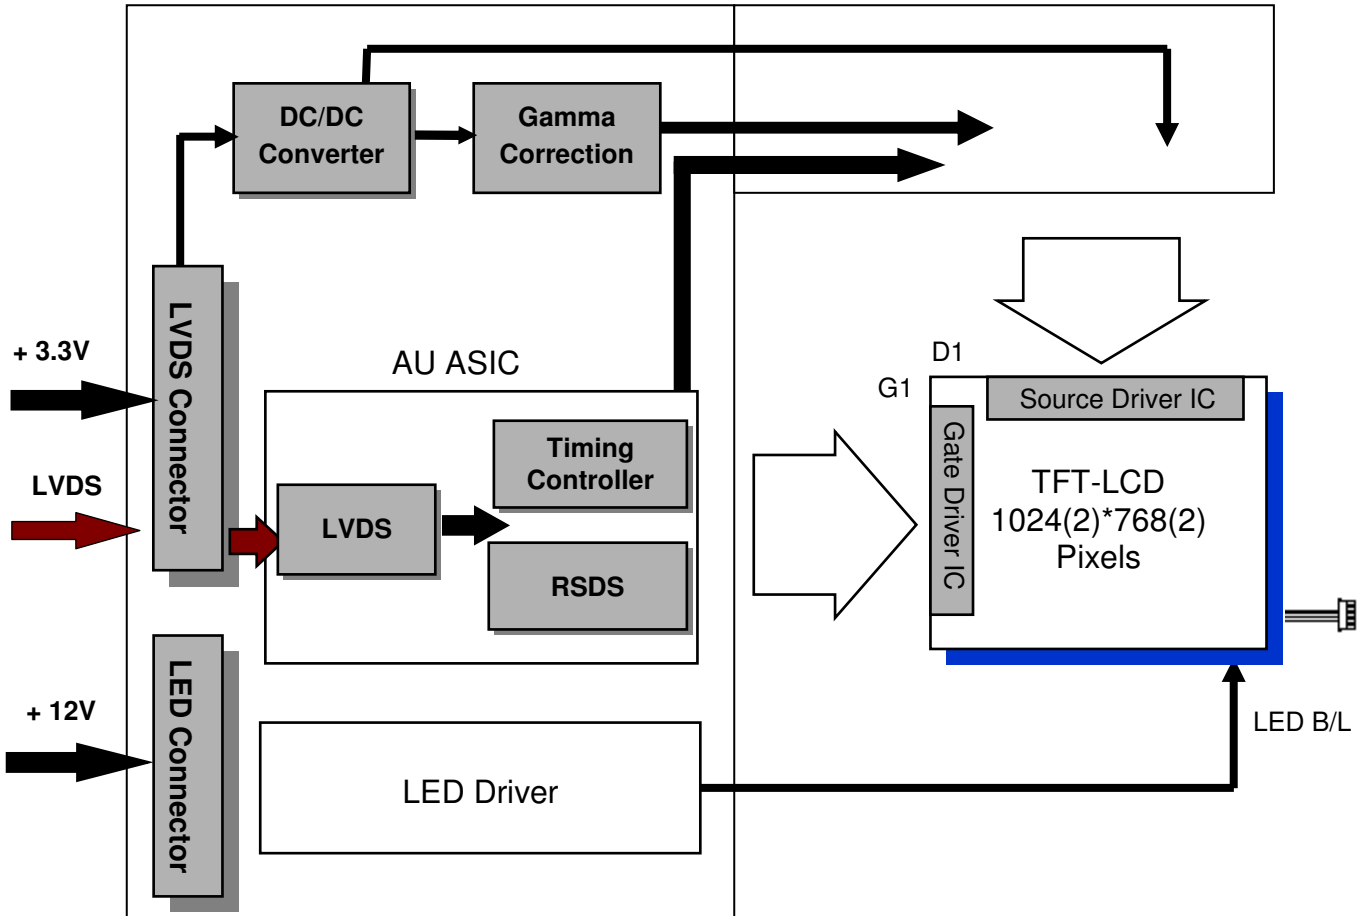 DC/DC
Converter
Gamma
Correction
+ 3.3V
LVDS Connector
LVDS
AU ASIC
Timing
Controller
LVDS
RSDS
D1
G1
Source Driver IC
Gate Driver IC
TFT-LCD
1024(2)*768(2)
Pixels
+ 12V
LED Connector
LED Driver
LED B/L